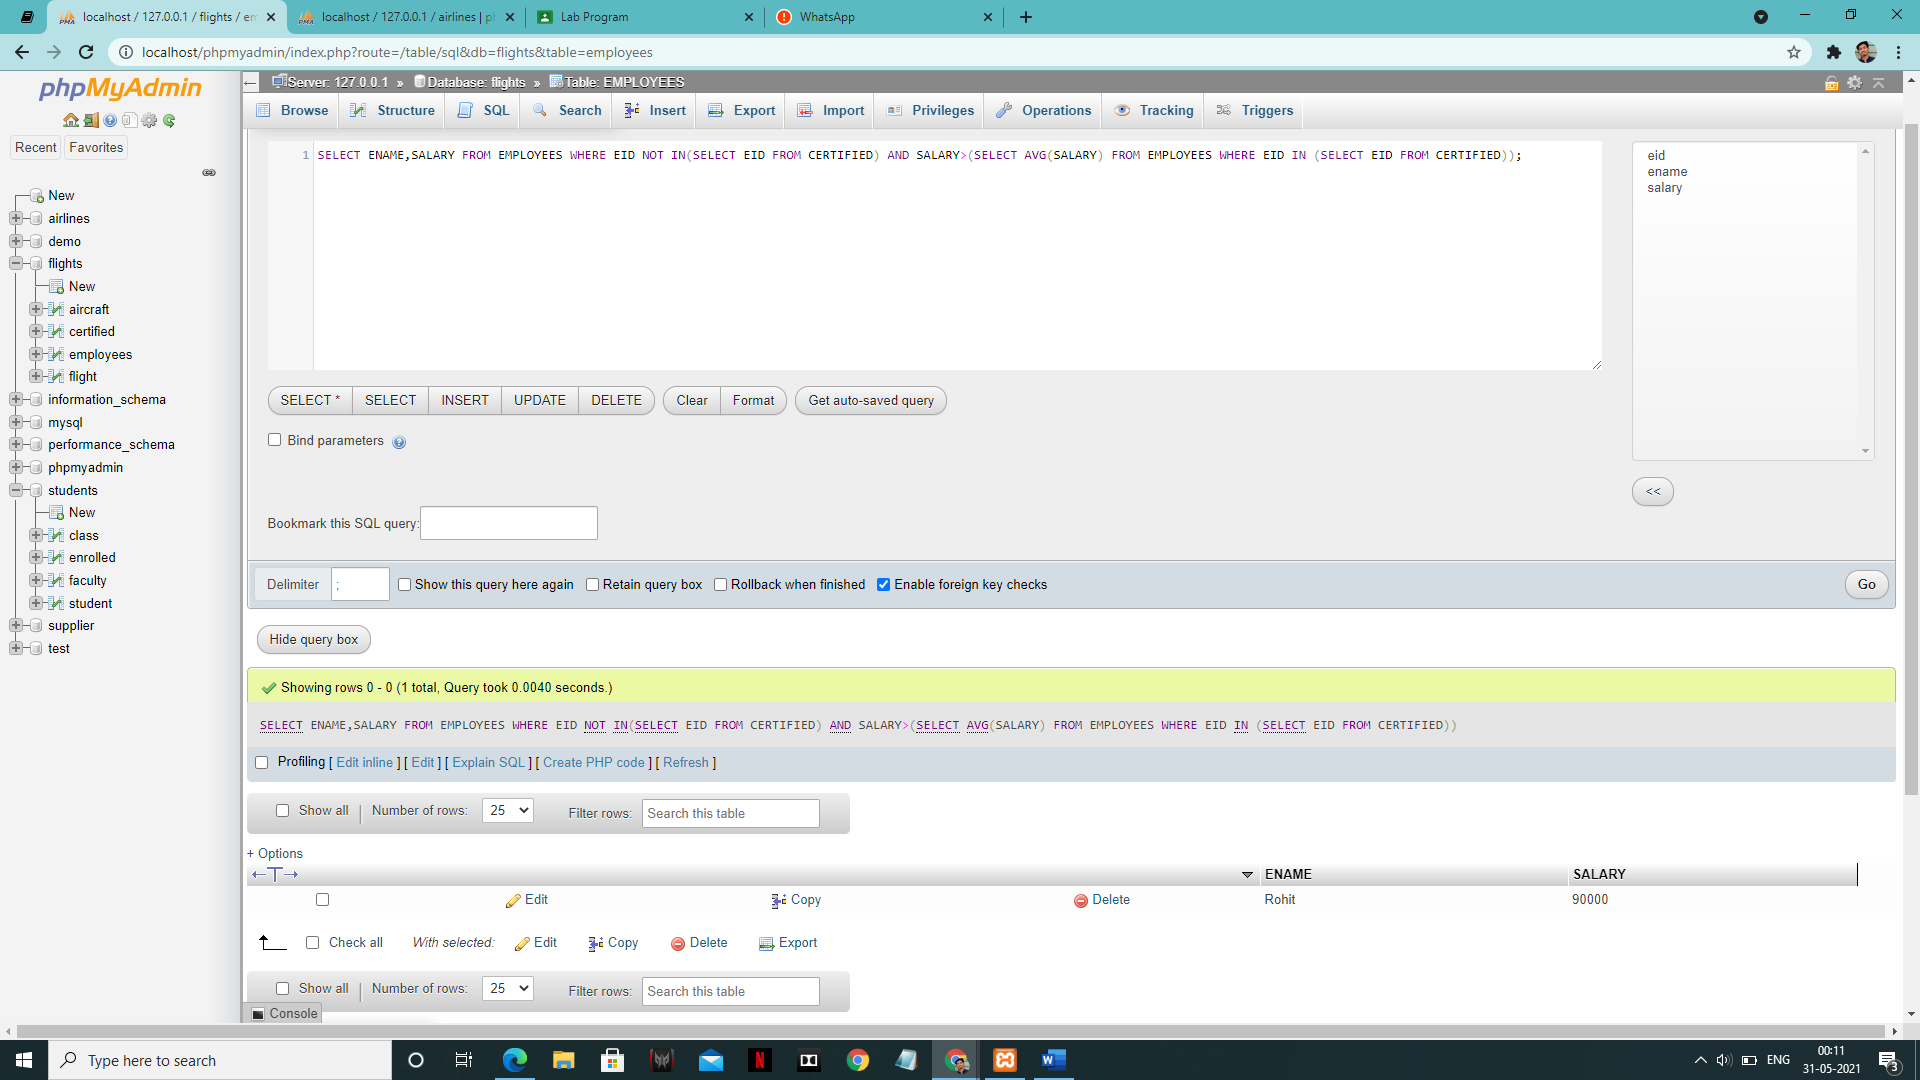 localhost / 127.0.0.1 / flights / em
localhost / 127.0.0.1 / airlines | ph
Lab Program
WhatsApp
localhost/phpmyadmin/index.php?route=/table/sql&db=flights&table=employees
phpMyAdmin
Recent Favorites
New
airlines
demo
flights
New
aircraft
certified
employees
flight
information_schema
mysql
performance_schema
phpmyadmin
students
New
class
enrolled
faculty
student
supplier
test
Server: 127.0.0.1 » Database: flights » Table: EMPLOYEES
Browse Structure SQL Search Insert Export Import Privileges Operations Tracking Triggers
1 SELECT ENAME,SALARY FROM EMPLOYEES WHERE EID NOT IN(SELECT EID FROM CERTIFIED) AND SALARY>(SELECT AVG(SALARY) FROM EMPLOYEES WHERE EID IN (SELECT EID FROM CERTIFIED));
eid
ename
salary
SELECT * SELECT INSERT UPDATE DELETE Clear Format Get auto-saved query
Bind parameters
<<
Bookmark this SQL query:
Delimiter ; Show this query here again Retain query box Rollback when finished Enable foreign key checks Go
Hide query box
Showing rows 0 - 0 (1 total, Query took 0.0040 seconds.)
SELECT ENAME,SALARY FROM EMPLOYEES WHERE EID NOT IN(SELECT EID FROM CERTIFIED) AND SALARY>(SELECT AVG(SALARY) FROM EMPLOYEES WHERE EID IN (SELECT EID FROM CERTIFIED))
Profiling [ Edit inline ] [ Edit ] [ Explain SQL ] [ Create PHP code ] [ Refresh ]
Show all | Number of rows: 25 Filter rows: Search this table
+ Options
←T→ ENAME SALARY
Edit Copy Delete Rohit 90000
Check all With selected: Edit Copy Delete Export
Show all | Number of rows: 25 Filter rows: Search this table
Console
Type here to search
ENG
00:11
31-05-2021
3